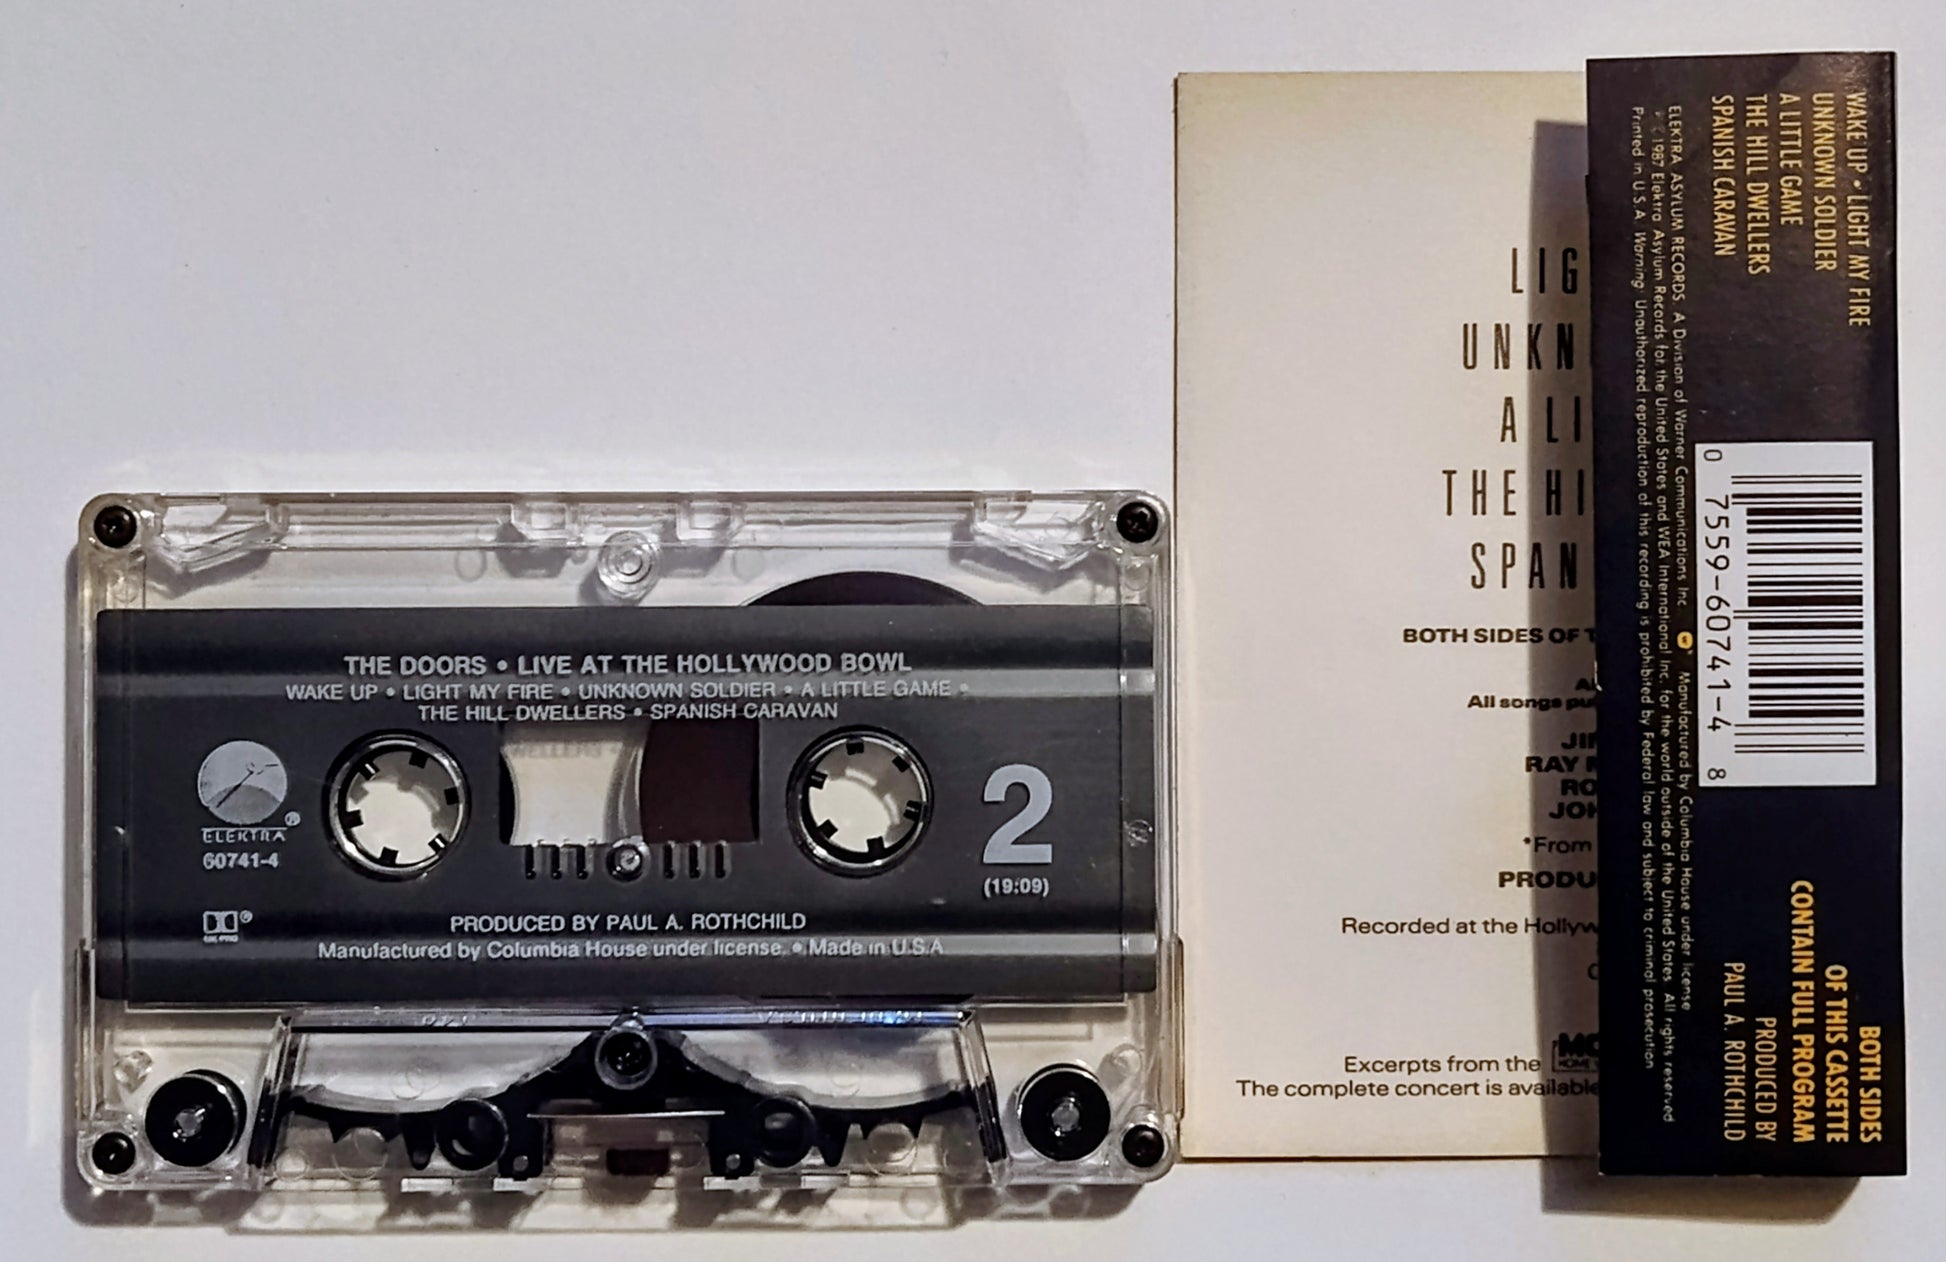 THE DOORS • LIVE AT THE HOLLYWOOD BOWL
WAKE UP • LIGHT MY FIRE • UNKNOWN SOLDIER • A LITTLE GAME •
THE HILL DWELLERS • SPANISH CARAVAN
ELEKTRA®
60741-4
2
(19:09)
PRODUCED BY PAUL A. ROTHCHILD
Manufactured by Columbia House under license. • Made in U.S.A
LIG
UNKN
A LI
THE HI
SPAN
BOTH SIDES OF T
All songs pu
RAY
RO
JOH
*From
PRODU
Recorded at the Hollyw
Excerpts from the
The complete concert is available
WAKE UP • LIGHT MY FIRE
UNKNOWN SOLDIER
A LITTLE GAME
THE HILL DWELLERS
SPANISH CARAVAN
ELEKTRA ASYLUM RECORDS. A Division of Warner Communications Inc. Manufactured by Columbia House under license
1987 Elektra Asylum Records for the United States and WEA International Inc. for the world outside of the United States. All rights reserved
Printed in U.S.A. Warning: Unauthorized reproduction of this recording is prohibited by Federal law and subject to criminal prosecution
0 7559-60741-4 8
BOTH SIDES
OF THIS CASSETTE
CONTAIN FULL PROGRAM
PRODUCED BY
PAUL A. ROTHCHILD